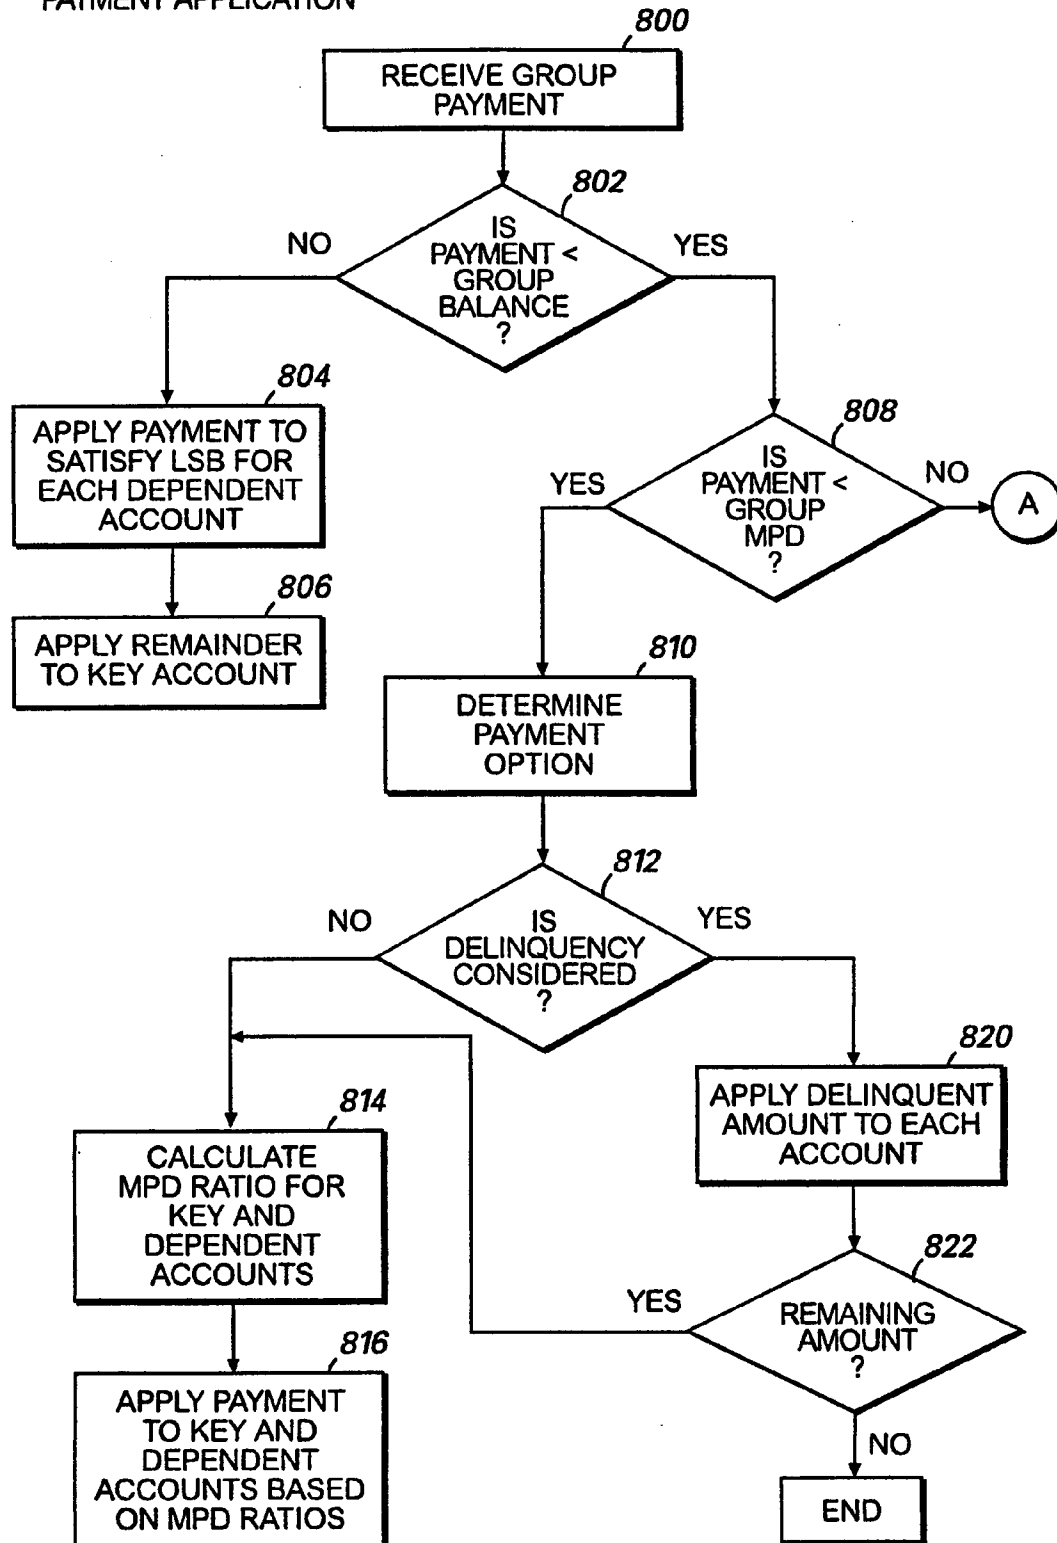 PAYMENT APPLICATION
800
RECEIVE GROUP
PAYMENT
802
IS
PAYMENT <
GROUP
BALANCE
?
NO
YES
804
APPLY PAYMENT TO
SATISFY LSB FOR
EACH DEPENDENT
ACCOUNT
806
APPLY REMAINDER
TO KEY ACCOUNT
808
IS
PAYMENT <
GROUP
MPD
?
YES
NO
A
810
DETERMINE
PAYMENT
OPTION
812
IS
DELINQUENCY
CONSIDERED
?
NO
YES
814
CALCULATE
MPD RATIO FOR
KEY AND
DEPENDENT
ACCOUNTS
816
APPLY PAYMENT
TO KEY AND
DEPENDENT
ACCOUNTS BASED
ON MPD RATIOS
820
APPLY DELINQUENT
AMOUNT TO EACH
ACCOUNT
822
REMAINING
AMOUNT
?
YES
NO
END